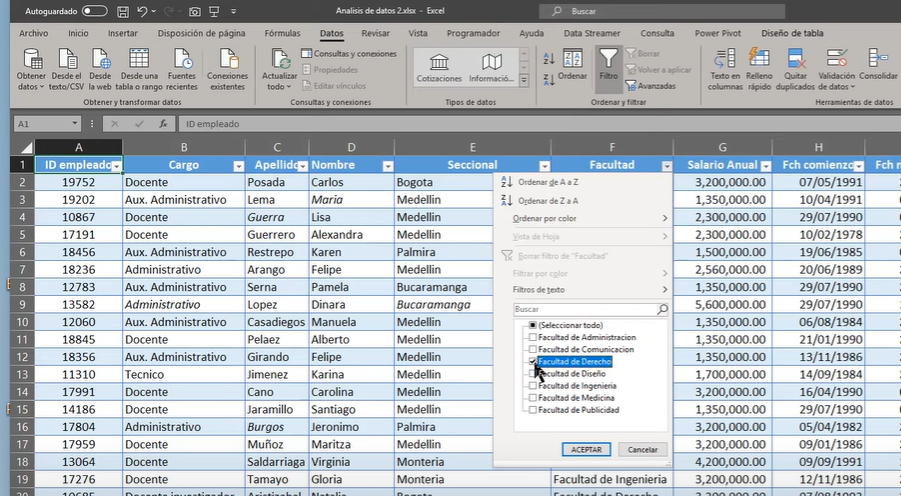 Autoguardado
Analisis de datos 2.xlsx - Excel
Buscar
Archivo Inicio Insertar Disposición de página Fórmulas Datos Revisar Vista Programador Ayuda Data Streamer Consulta Power Pivot Diseño de tabla
Obtener datos
Desde el texto/CSV
Desde la web
Desde una tabla o rango
Fuentes recientes
Conexiones existentes
Obtener y transformar datos
Actualizar todo
Consultas y conexiones
Propiedades
Editar vínculos
Consultas y conexiones
Cotizaciones
Informació...
Tipos de datos
Ordenar
Filtro
Borrar
Volver a aplicar
Avanzadas
Ordenar y filtrar
Texto en columnas
Relleno rápido
Quitar duplicados
Validación de datos
Consolidar
Herramientas de datos
A1 fx ID empleado
A B C D E F G H
1 ID empleado Cargo Apellido Nombre Seccional Facultad Salario Anual Fch comienzo Fch
2 19752 Docente Posada Carlos Bogota 3,200,000.00 07/05/1991
3 19202 Aux. Administrativo Lema Maria Medellin 1,350,000.00 10/04/1991
4 10867 Docente Guerra Lisa Medellin 2,300,000.00 29/07/1990
5 17191 Docente Guerrero Alexandra Medellin 2,300,000.00 10/02/1978
6 18456 Aux. Administrativo Restrepo Karen Palmira 1,500,000.00 19/06/1985
7 18236 Administrativo Arango Felipe Medellin 2,560,000.00 20/06/1989
8 12783 Aux. Administrativo Serna Pamela Bucaramanga 1,350,000.00 29/07/1990
9 13582 Administrativo Lopez Dinara Bucaramanga 5,600,000.00 29/07/1990
10 12060 Aux. Administrativo Casadiegos Manuela Medellin 1,350,000.00 06/08/1984
11 18845 Docente Pelaez Alberto Medellin 1,350,000.00 21/01/1990
12 18356 Aux. Administrativo Girando Felipe Medellin 1,350,000.00 13/11/1986
13 11310 Tecnico Jimenez Karina Medellin 1,700,000.00 14/09/1984
14 17991 Docente Cano Carolina Medellin 3,200,000.00 16/04/1990
15 14186 Docente Jaramillo Santiago Medellin 1,350,000.00 29/07/1990
16 17804 Administrativo Burgos Jeronimo Palmira 3,200,000.00 05/04/1982
17 17959 Docente Muñoz Maritza Medellin 3,200,000.00 09/01/1986
18 13064 Docente Saldarriaga Virginia Monteria 4,200,000.00 09/09/1991
19 17276 Docente Tamayo Gloria Monteria Facultad de Ingenieria 3,200,000.00 12/11/1986
Ordenar de A a Z
Ordenar de Z a A
Ordenar por color
Vista de Hoja
Borrar filtro de "Facultad"
Filtrar por color
Filtros de texto
Buscar
(Seleccionar todo)
Facultad de Administracion
Facultad de Comunicacion
Facultad de Derecho
Facultad de Diseño
Facultad de Ingenieria
Facultad de Medicina
Facultad de Publicidad
ACEPTAR Cancelar